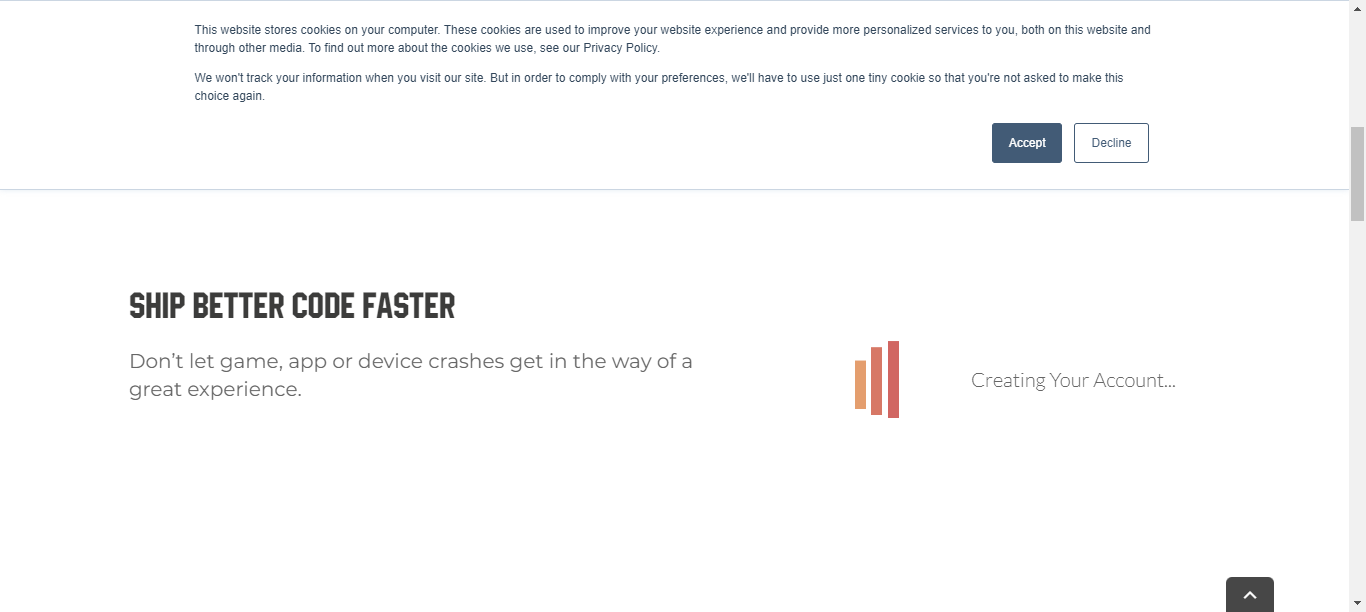 This website stores cookies on your computer. These cookies are used to improve your website experience and provide more personalized services to you, both on this website and
through other media. To find out more about the cookies we use, see our Privacy Policy.
We won't track your information when you visit our site. But in order to comply with your preferences, we'll have to use just one tiny cookie so that you're not asked to make this
choice again.
Accept
Decline
SHIP BETTER CODE FASTER
Don’t let game, app or device crashes get in the way of a
great experience.
Creating Your Account...